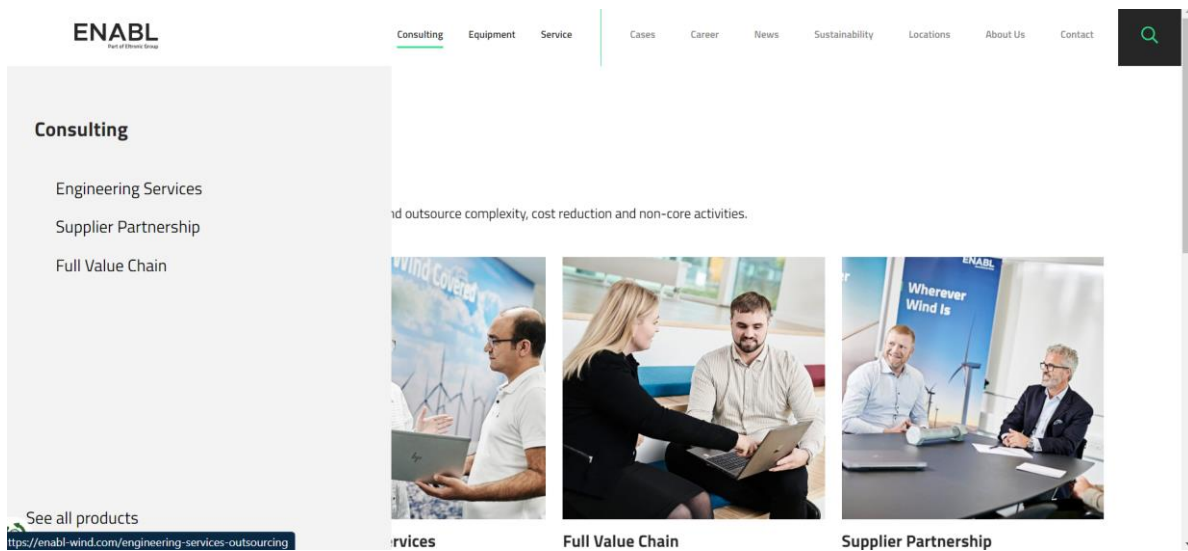 ENABL
Part of Eltronic Group
Consulting Equipment Service Cases Career News Sustainability Locations About Us Contact
Consulting
Engineering Services
Supplier Partnership
Full Value Chain
See all products
ttps://enabl-wind.com/engineering-services-outsourcing
nd outsource complexity, cost reduction and non-core activities.
Wind Covered
ENABL
Wherever
Wind Is
rvices
Full Value Chain
Supplier Partnership